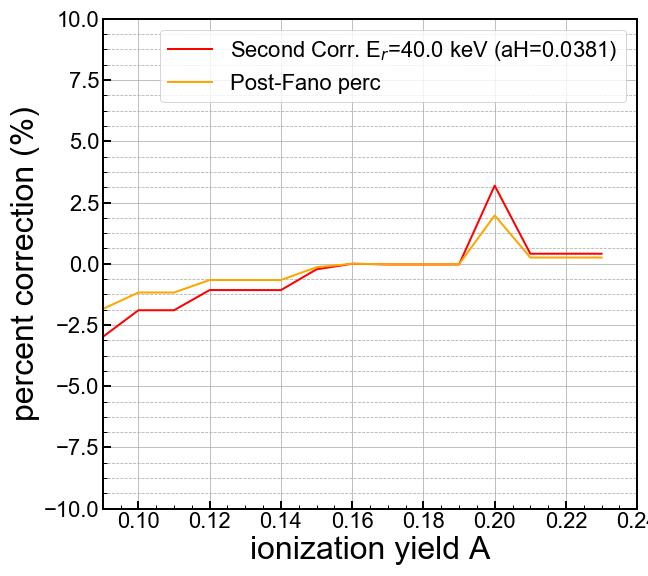 Second Corr. E_r=40.0 keV (aH=0.0381)
Post-Fano perc
percent correction (%)
10.0
7.5
5.0
2.5
0.0
−2.5
−5.0
−7.5
−10.0
0.10 0.12 0.14 0.16 0.18 0.20 0.22 0.24
ionization yield A